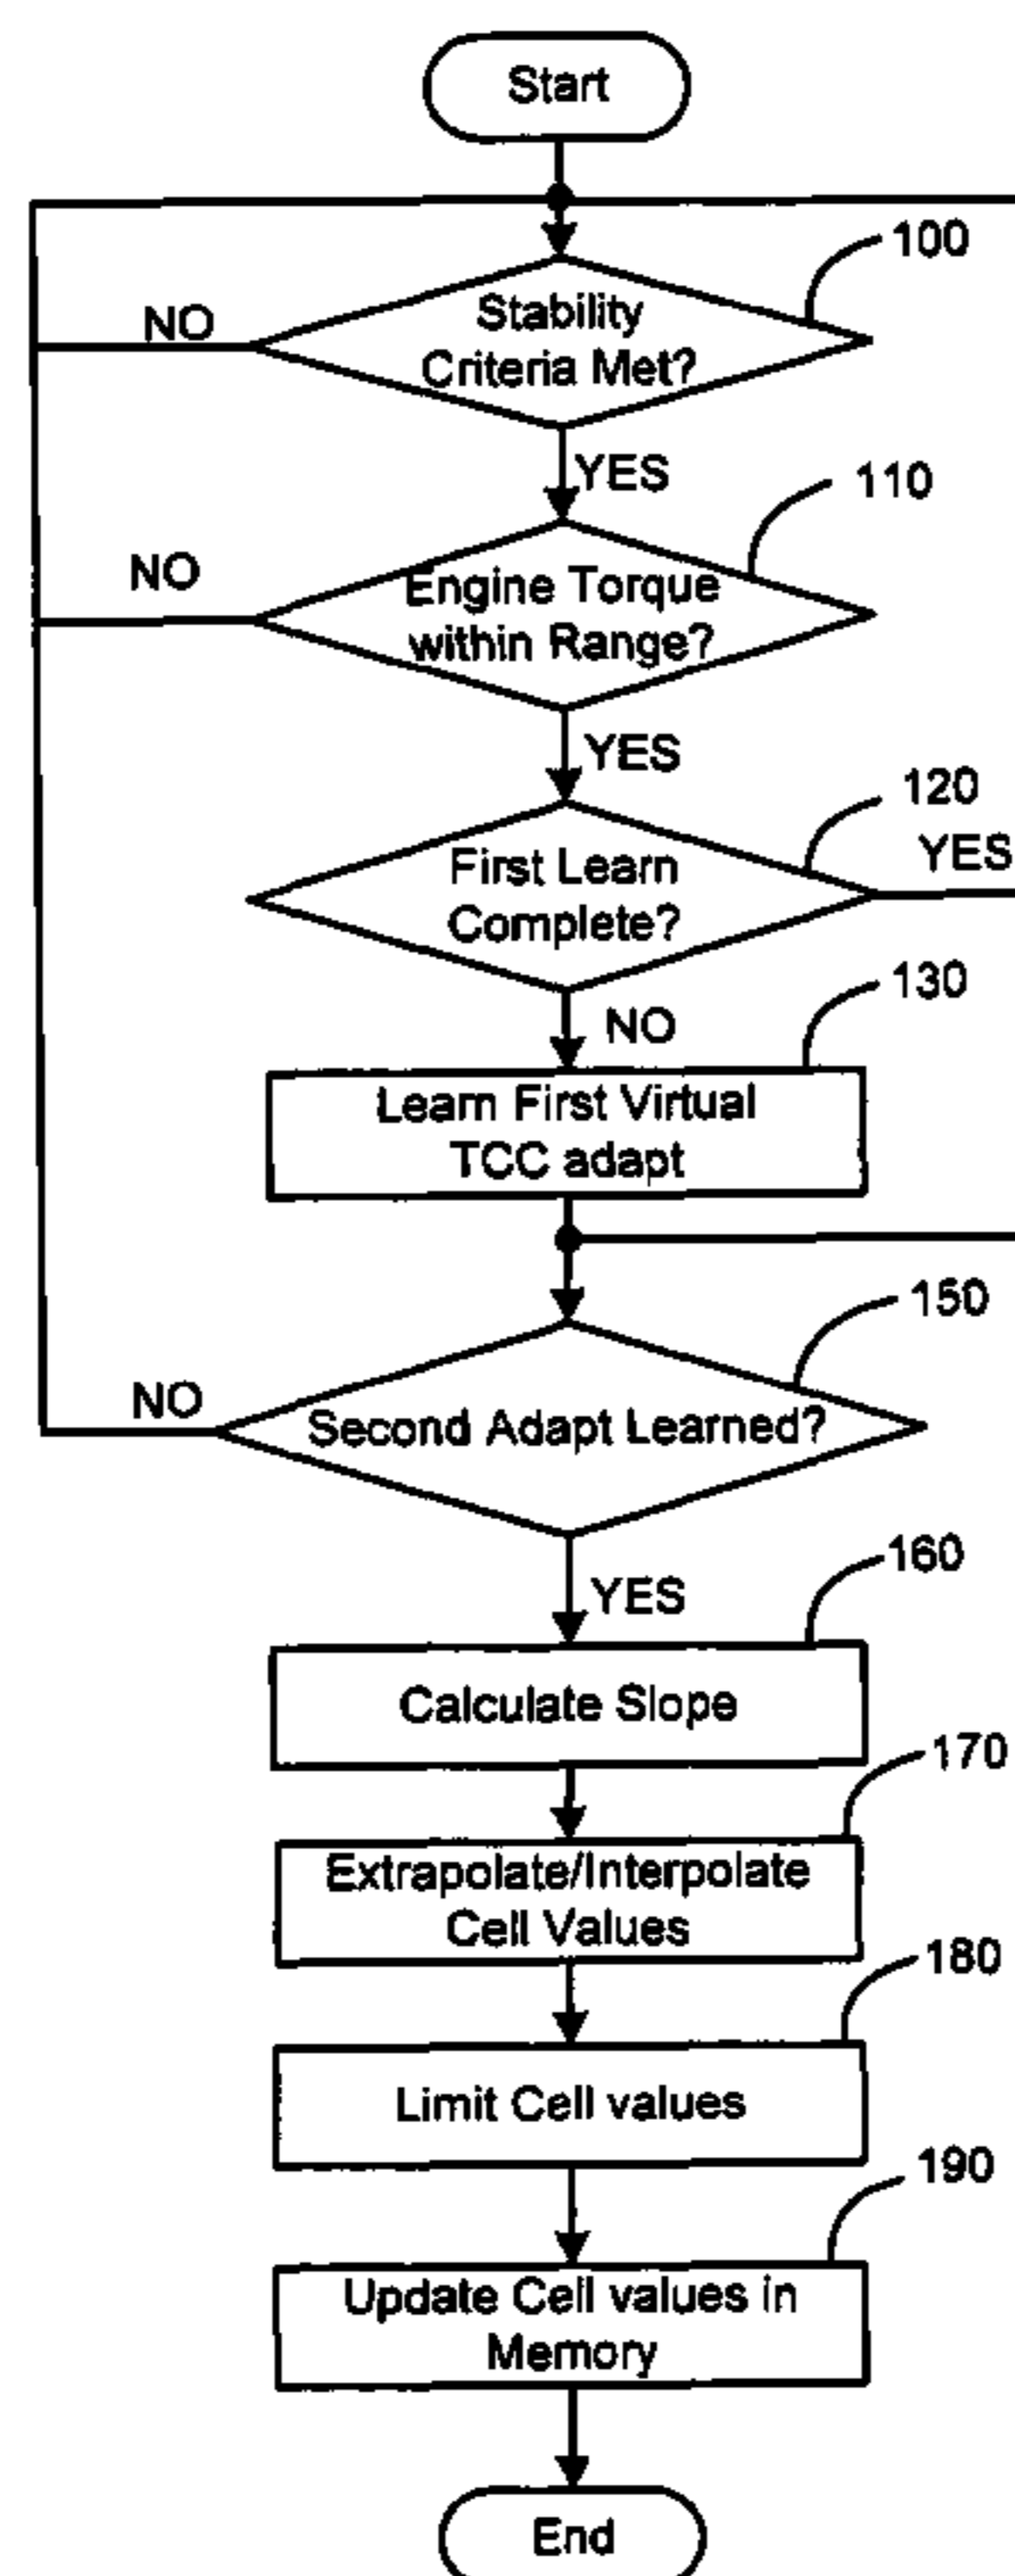 Start
100
Stability
Criteria Met?
NO
YES
110
Engine Torque
within Range?
NO
YES
120
First Learn
Complete?
YES
NO
130
Learn First Virtual
TCC adapt
150
Second Adapt Learned?
NO
YES
160
Calculate Slope
170
Extrapolate/Interpolate
Cell Values
180
Limit Cell values
190
Update Cell values in
Memory
End